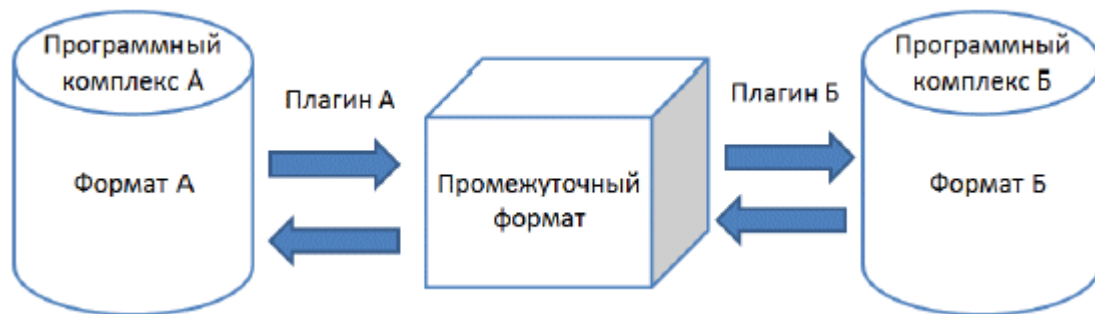 Программный
комплекс А
Формат А
Плагин А
Промежуточный
формат
Плагин Б
Программный
комплекс Б
Формат Б